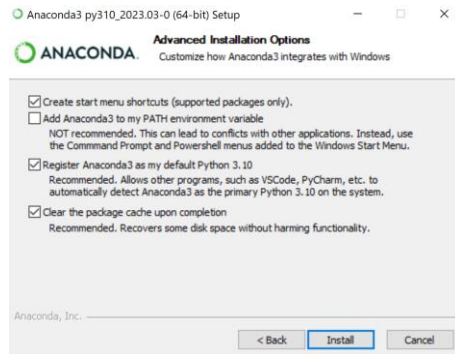 Anaconda3 py310_2023.03-0 (64-bit) Setup
ANACONDA.
Advanced Installation Options
Customize how Anaconda3 integrates with Windows
Create start menu shortcuts (supported packages only).
Add Anaconda3 to my PATH environment variable
NOT recommended. This can lead to conflicts with other applications. Instead, use
the Commmand Prompt and Powershell menus added to the Windows Start Menu.
Register Anaconda3 as my default Python 3.10
Recommended. Allows other programs, such as VSCode, PyCharm, etc. to
automatically detect Anaconda3 as the primary Python 3.10 on the system.
Clear the package cache upon completion
Recommended. Recovers some disk space without harming functionality.
Anaconda, Inc.
< Back Install Cancel